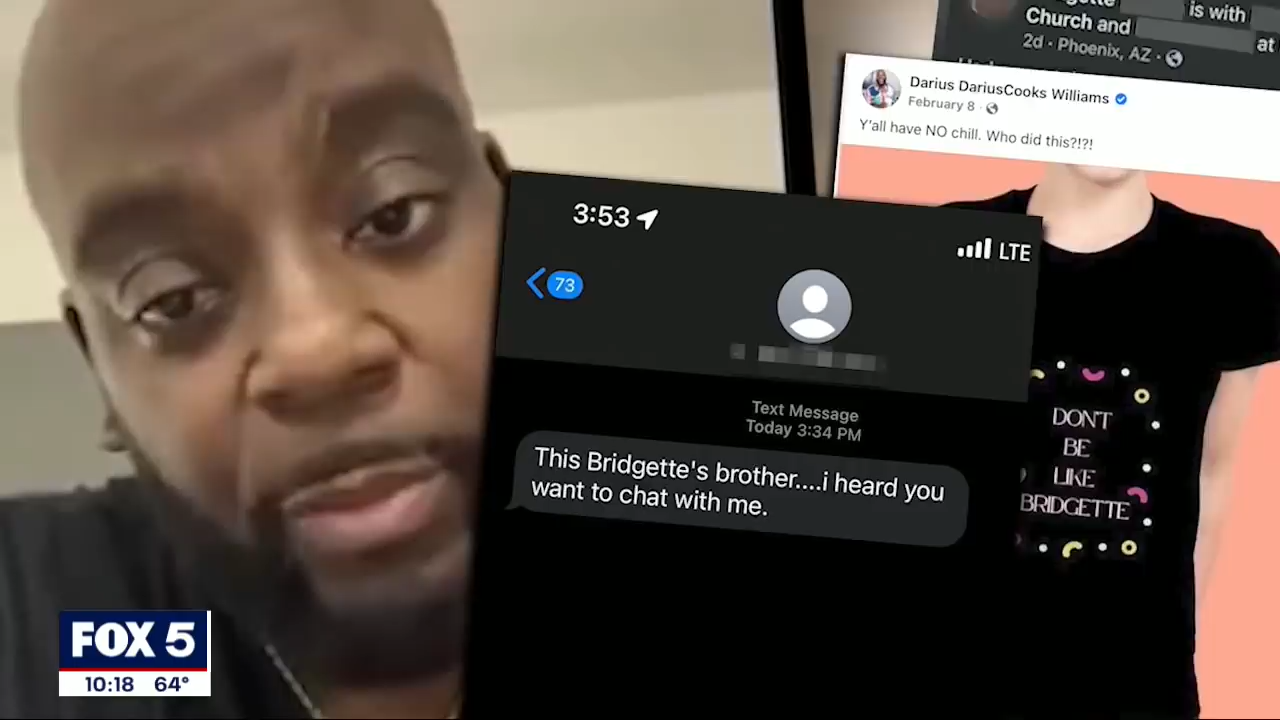 is with
Church and
at
2d · Phoenix, AZ ·
Darius DariusCooks Williams
February 8 ·
Y'all have NO chill. Who did this?!?!
3:53
LTE
73
Text Message
Today 3:34 PM
This Bridgette's brother....i heard you
want to chat with me.
DON'T
BE
LIKE
BRIDGETTE
FOX 5
10:18 64°